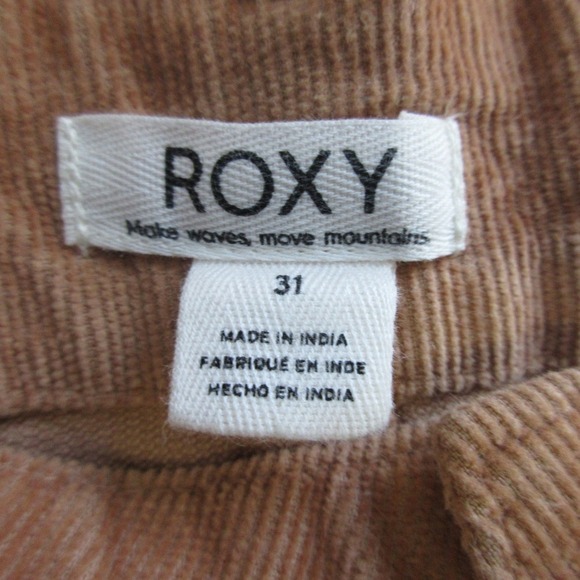 ROXY
Make waves, move mountains.
31
MADE IN INDIA
FABRIQUÉ EN INDE
HECHO EN INDIA